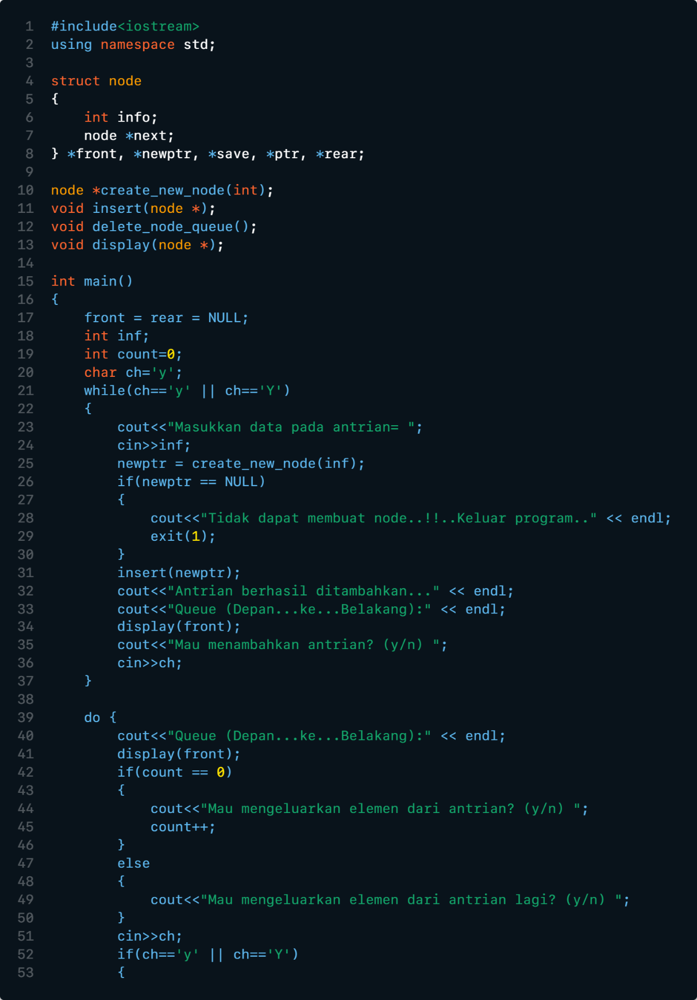 1 #include<iostream>
2 using namespace std;
3
4 struct node
5 {
6     int info;
7     node *next;
8 } *front, *newptr, *save, *ptr, *rear;
9
10 node *create_new_node(int);
11 void insert(node *);
12 void delete_node_queue();
13 void display(node *);
14
15 int main()
16 {
17     front = rear = NULL;
18     int inf;
19     int count=0;
20     char ch='y';
21     while(ch=='y' || ch=='Y')
22     {
23         cout<<"Masukkan data pada antrian= ";
24         cin>>inf;
25         newptr = create_new_node(inf);
26         if(newptr == NULL)
27         {
28             cout<<"Tidak dapat membuat node..!!..Keluar program.." << endl;
29             exit(1);
30         }
31         insert(newptr);
32         cout<<"Antrian berhasil ditambahkan..." << endl;
33         cout<<"Queue (Depan...ke...Belakang):" << endl;
34         display(front);
35         cout<<"Mau menambahkan antrian? (y/n) ";
36         cin>>ch;
37     }
38
39     do {
40         cout<<"Queue (Depan...ke...Belakang):" << endl;
41         display(front);
42         if(count == 0)
43         {
44             cout<<"Mau mengeluarkan elemen dari antrian? (y/n) ";
45             count++;
46         }
47         else
48         {
49             cout<<"Mau mengeluarkan elemen dari antrian lagi? (y/n) ";
50         }
51         cin>>ch;
52         if(ch=='y' || ch=='Y')
53         {